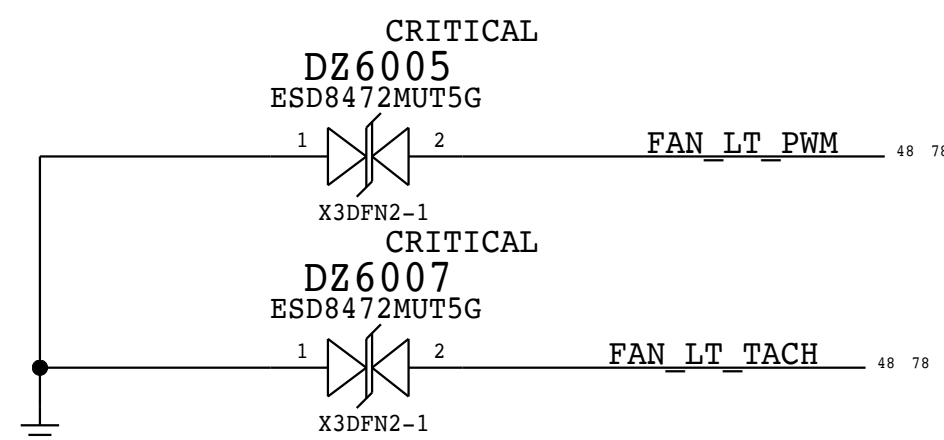 CRITICAL
DZ6005
ESD8472MUT5G
1 2 FAN_LT_PWM 48 78
X3DFN2-1
CRITICAL
DZ6007
ESD8472MUT5G
1 2 FAN_LT_TACH 48 78
X3DFN2-1